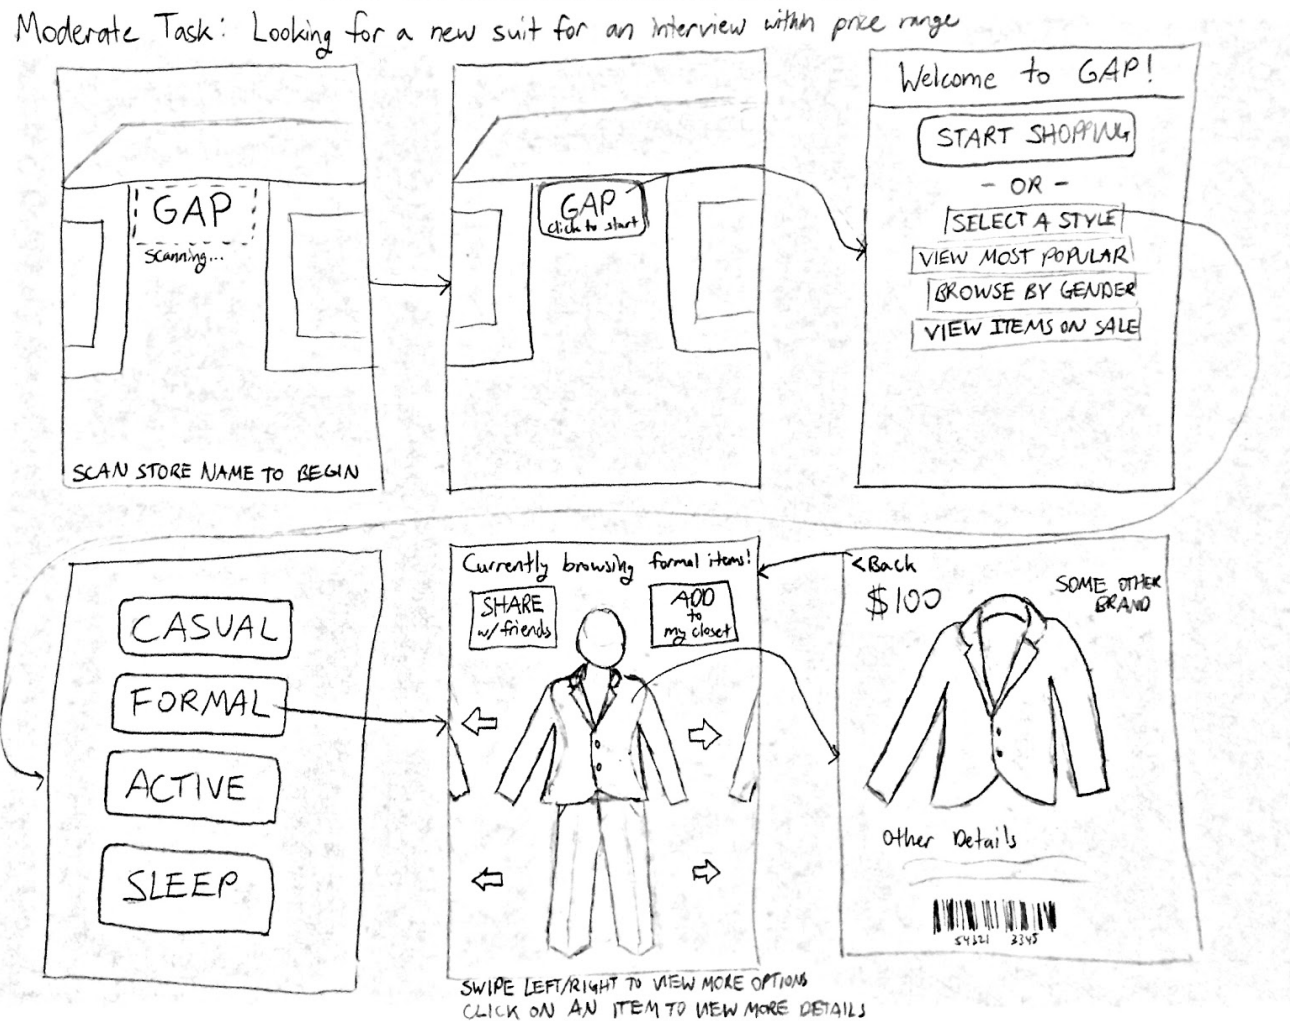 Moderate Task: Looking for a new suit for an interview within price range
GAP
Scanning...
SCAN STORE NAME TO BEGIN
GAP
click to start
Welcome to GAP!
START SHOPPING
- OR -
SELECT A STYLE
VIEW MOST POPULAR
BROWSE BY GENDER
VIEW ITEMS ON SALE
CASUAL
FORMAL
ACTIVE
SLEEP
Currently browsing formal items!
SHARE
w/ friends
ADD
to
my closet
SWIPE LEFT/RIGHT TO VIEW MORE OPTIONS
CLICK ON AN ITEM TO VIEW MORE DETAILS
<Back
$100
SOME OTHER
BRAND
Other Details
54321 3345